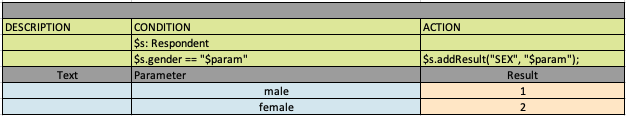 DESCRIPTION CONDITION ACTION
$s: Respondent
$s.gender == "$param" $s.addResult("SEX", "$param");
Text Parameter Result
male 1
female 2